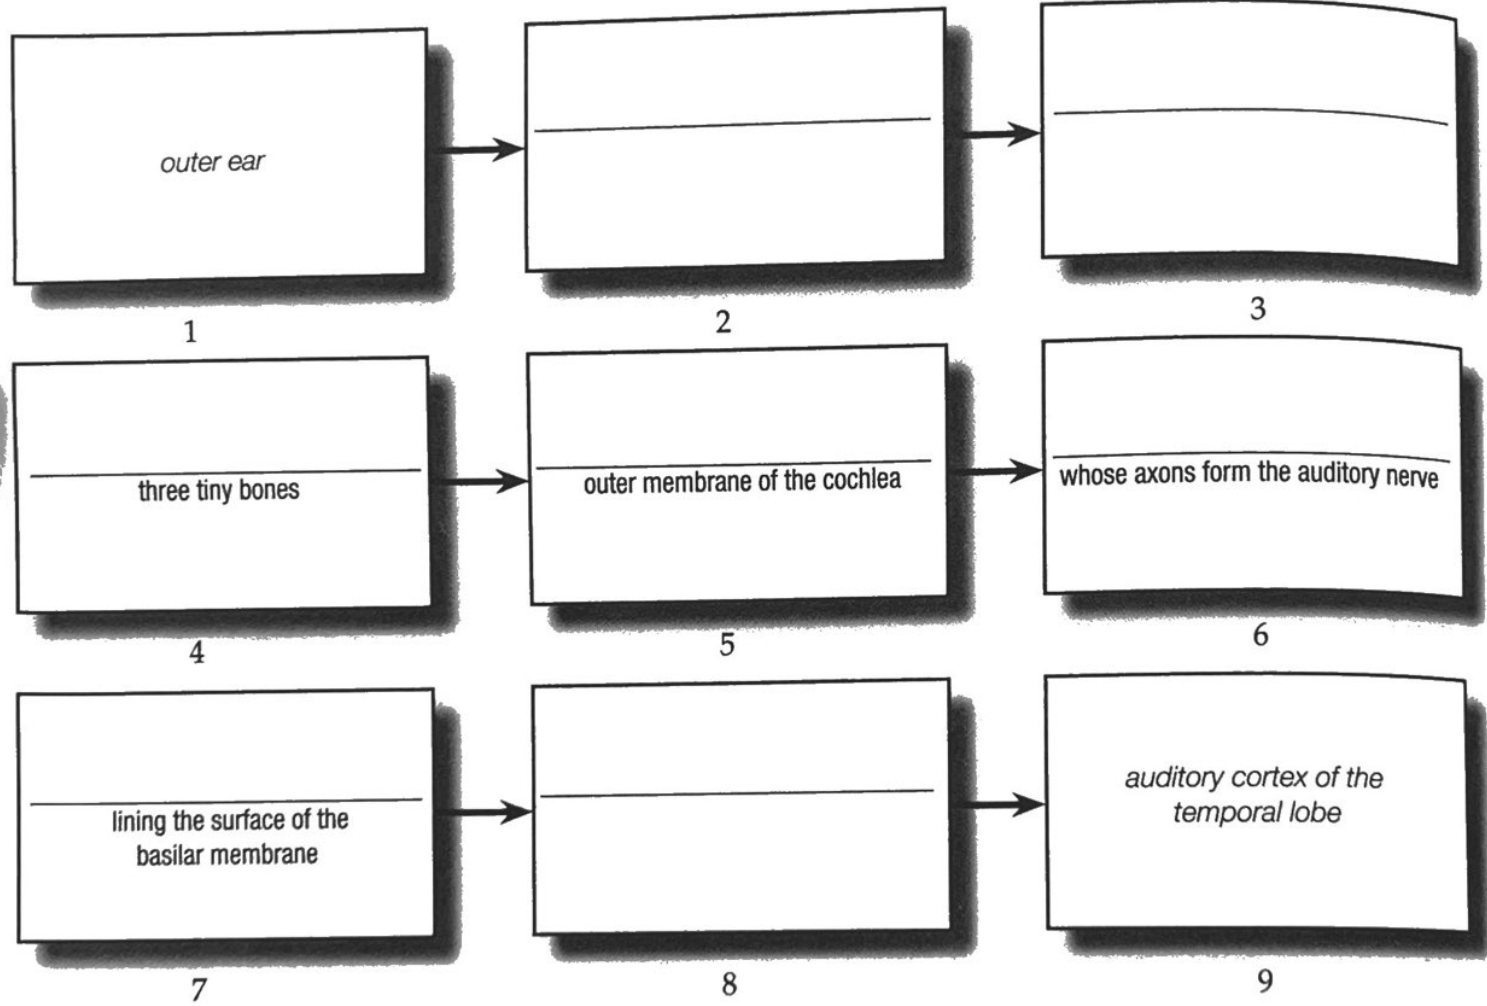 outer ear
1
2
3
three tiny bones
outer membrane of the cochlea
whose axons form the auditory nerve
4
5
6
lining the surface of the
basilar membrane
auditory cortex of the
temporal lobe
7
8
9